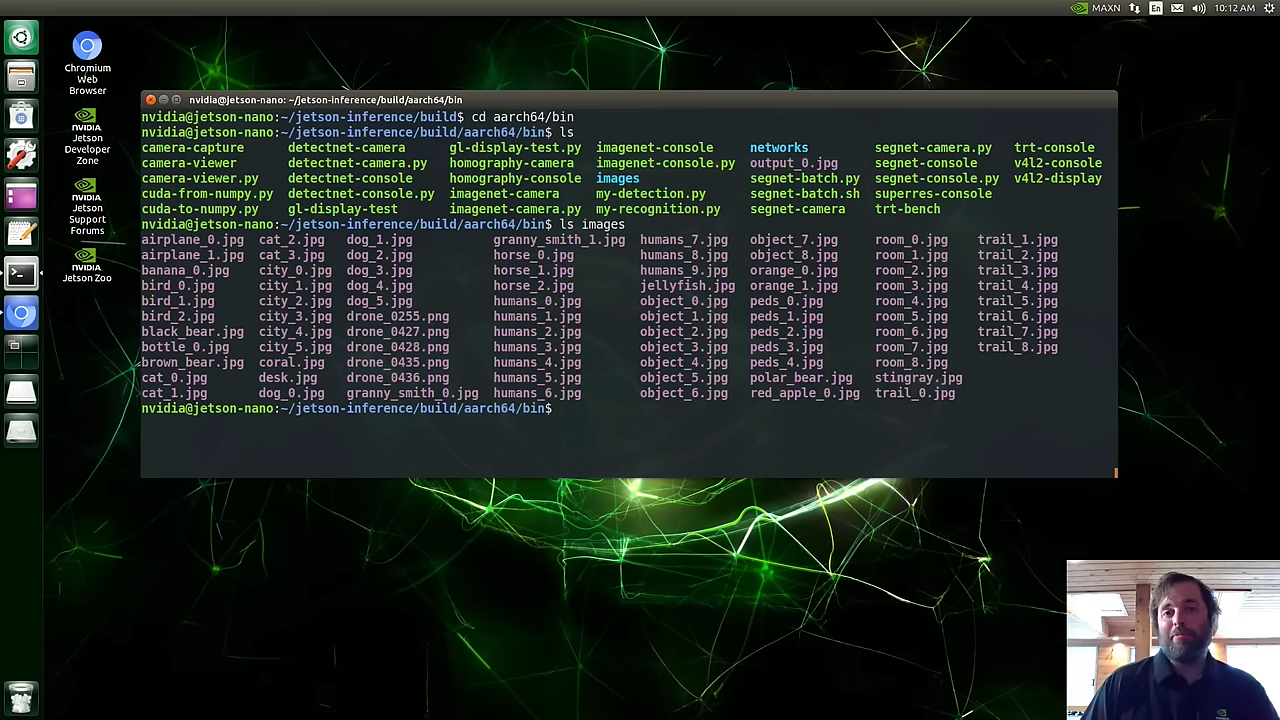 MAXN En 10:12 AM
Chromium
Web
Browser
NVIDIA.
Jetson
Developer
Zone
NVIDIA.
Jetson
Support
Forums
NVIDIA.
Jetson Zoo
nvidia@jetson-nano: ~/jetson-inference/build/aarch64/bin
nvidia@jetson-nano:~/jetson-inference/build$ cd aarch64/bin
nvidia@jetson-nano:~/jetson-inference/build/aarch64/bin$ ls
camera-capture detectnet-camera gl-display-test.py imagenet-console networks segnet-camera.py trt-console
camera-viewer detectnet-camera.py homography-camera imagenet-console.py output_0.jpg segnet-console v4l2-console
camera-viewer.py detectnet-console homography-console images segnet-batch.py segnet-console.py v4l2-display
cuda-from-numpy.py detectnet-console.py imagenet-camera my-detection.py segnet-batch.sh superres-console
cuda-to-numpy.py gl-display-test imagenet-camera.py my-recognition.py segnet-camera trt-bench
nvidia@jetson-nano:~/jetson-inference/build/aarch64/bin$ ls images
airplane_0.jpg cat_2.jpg dog_1.jpg granny_smith_1.jpg humans_7.jpg object_7.jpg room_0.jpg trail_1.jpg
airplane_1.jpg cat_3.jpg dog_2.jpg horse_0.jpg humans_8.jpg object_8.jpg room_1.jpg trail_2.jpg
banana_0.jpg city_0.jpg dog_3.jpg horse_1.jpg humans_9.jpg orange_0.jpg room_2.jpg trail_3.jpg
bird_0.jpg city_1.jpg dog_4.jpg horse_2.jpg jellyfish.jpg orange_1.jpg room_3.jpg trail_4.jpg
bird_1.jpg city_2.jpg dog_5.jpg humans_0.jpg object_0.jpg peds_0.jpg room_4.jpg trail_5.jpg
bird_2.jpg city_3.jpg drone_0255.png humans_1.jpg object_1.jpg peds_1.jpg room_5.jpg trail_6.jpg
black_bear.jpg city_4.jpg drone_0427.png humans_2.jpg object_2.jpg peds_2.jpg room_6.jpg trail_7.jpg
bottle_0.jpg city_5.jpg drone_0428.png humans_3.jpg object_3.jpg peds_3.jpg room_7.jpg trail_8.jpg
brown_bear.jpg coral.jpg drone_0435.png humans_4.jpg object_4.jpg peds_4.jpg room_8.jpg
cat_0.jpg desk.jpg drone_0436.png humans_5.jpg object_5.jpg polar_bear.jpg stingray.jpg
cat_1.jpg dog_0.jpg granny_smith_0.jpg humans_6.jpg object_6.jpg red_apple_0.jpg trail_0.jpg
nvidia@jetson-nano:~/jetson-inference/build/aarch64/bin$